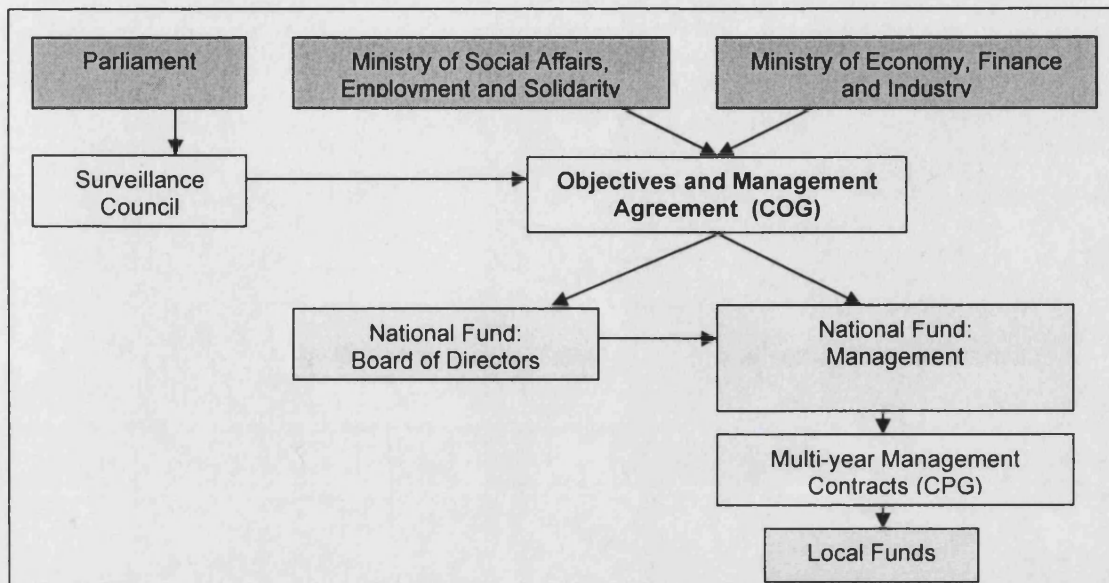 Parliament
Ministry of Social Affairs,
Employment and Solidarity
Ministry of Economy, Finance
and Industry
Surveillance
Council
Objectives and Management
Agreement (COG)
National Fund:
Board of Directors
National Fund:
Management
Multi-year Management
Contracts (CPG)
Local Funds